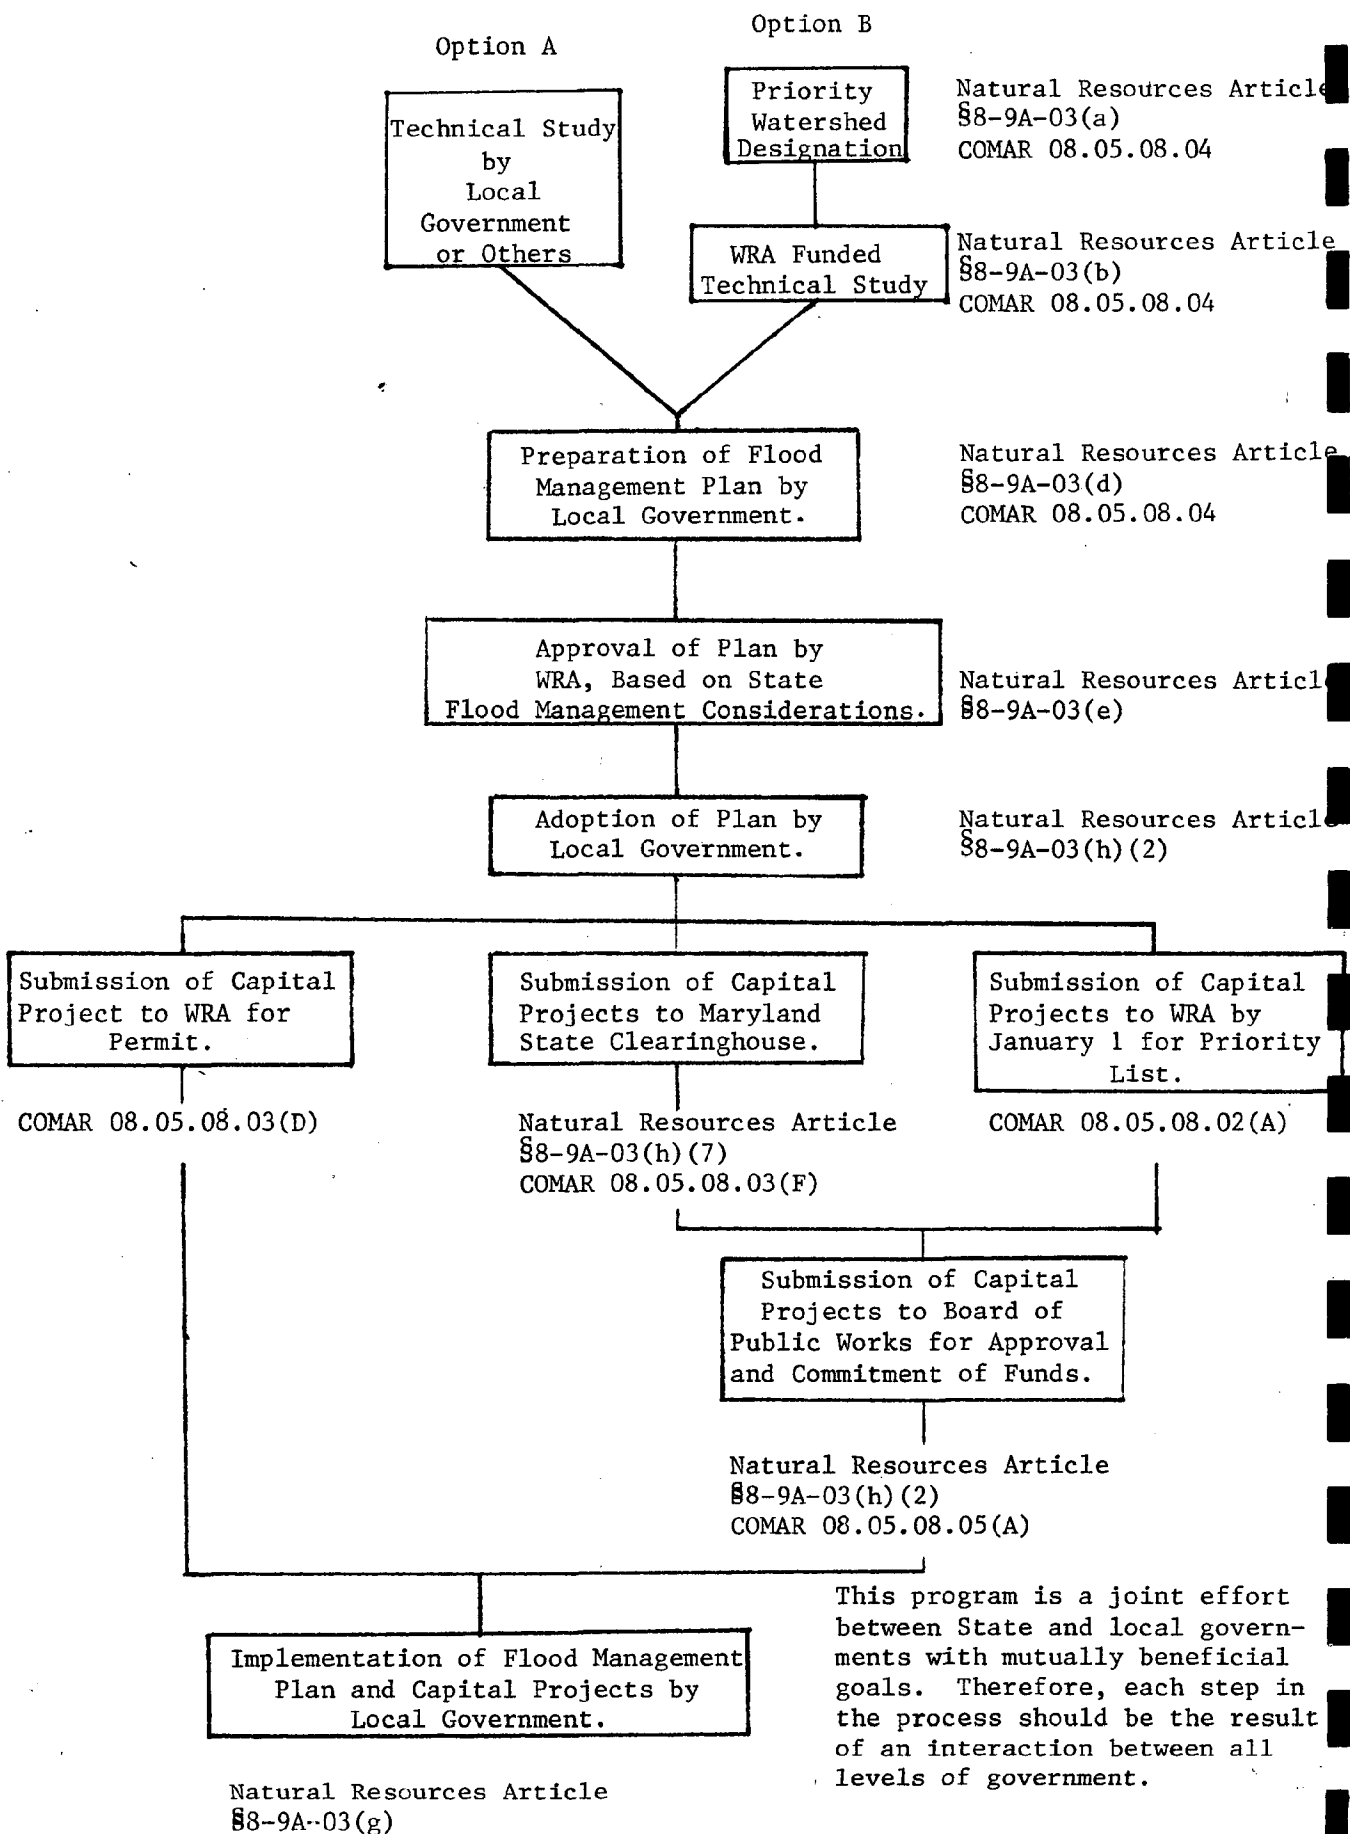 Option A
Option B
Technical Study
by
Local
Government
or Others
Priority
Watershed
Designation
Natural Resources Article
§8-9A-03(a)
COMAR 08.05.08.04
WRA Funded
Technical Study
Natural Resources Article
§8-9A-03(b)
COMAR 08.05.08.04
Preparation of Flood
Management Plan by
Local Government.
Natural Resources Article
§8-9A-03(d)
COMAR 08.05.08.04
Approval of Plan by
WRA, Based on State
Flood Management Considerations.
Natural Resources Articl
§8-9A-03(e)
Adoption of Plan by
Local Government.
Natural Resources Article
§8-9A-03(h)(2)
Submission of Capital
Project to WRA for
Permit.
COMAR 08.05.08.03(D)
Submission of Capital
Projects to Maryland
State Clearinghouse.
Natural Resources Article
§8-9A-03(h)(7)
COMAR 08.05.08.03(F)
Submission of Capital
Projects to WRA by
January 1 for Priority
List.
COMAR 08.05.08.02(A)
Submission of Capital
Projects to Board of
Public Works for Approval
and Commitment of Funds.
Natural Resources Article
§8-9A-03(h)(2)
COMAR 08.05.08.05(A)
Implementation of Flood Management
Plan and Capital Projects by
Local Government.
Natural Resources Article
§8-9A-03(g)
This program is a joint effort
between State and local govern-
ments with mutually beneficial
goals. Therefore, each step in
the process should be the result
of an interaction between all
levels of government.